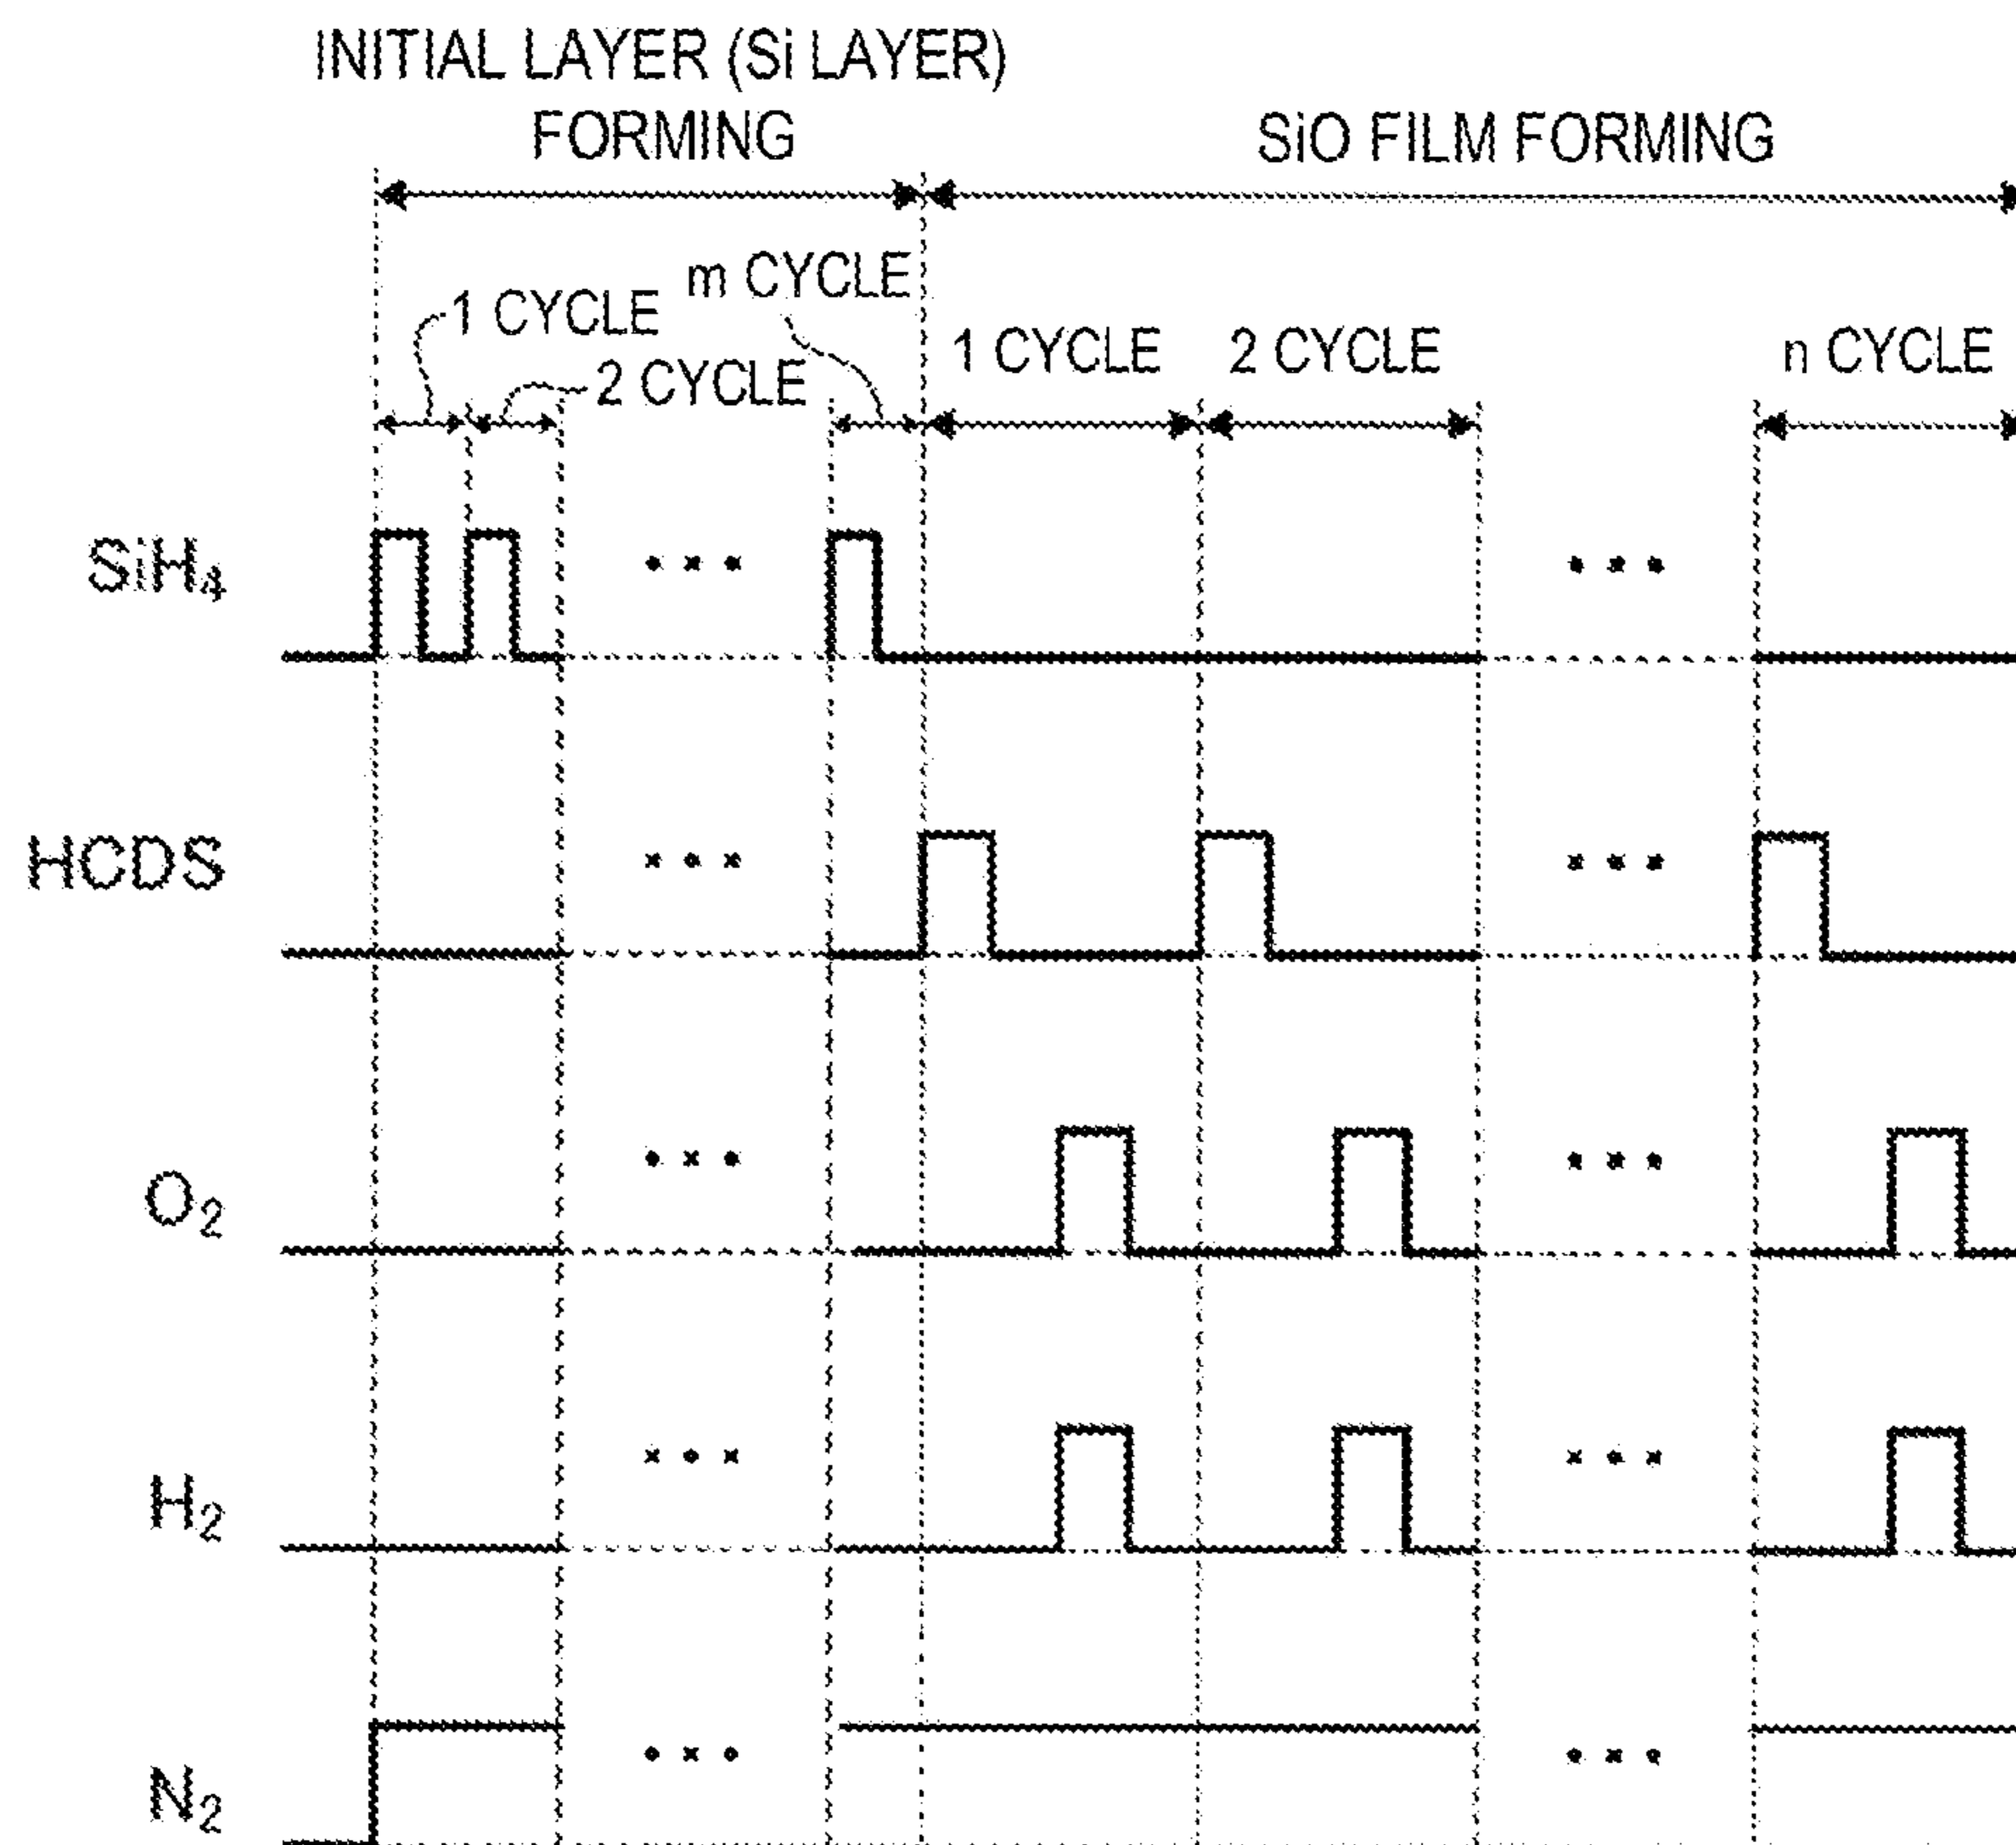 INITIAL LAYER (Si LAYER)
FORMING
SiO FILM FORMING
m CYCLE
1 CYCLE
2 CYCLE
1 CYCLE
2 CYCLE
n CYCLE
SiH₄
HCDS
O₂
H₂
N₂